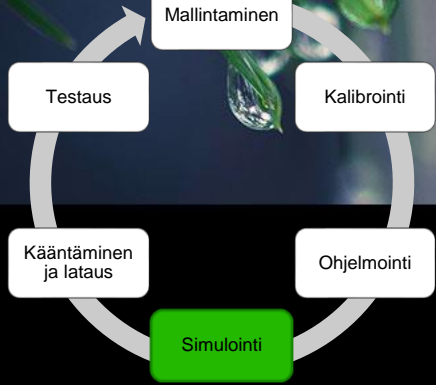 Mallintaminen
Kalibrointi
Ohjelmointi
Simulointi
Kääntäminen
ja lataus
Testaus